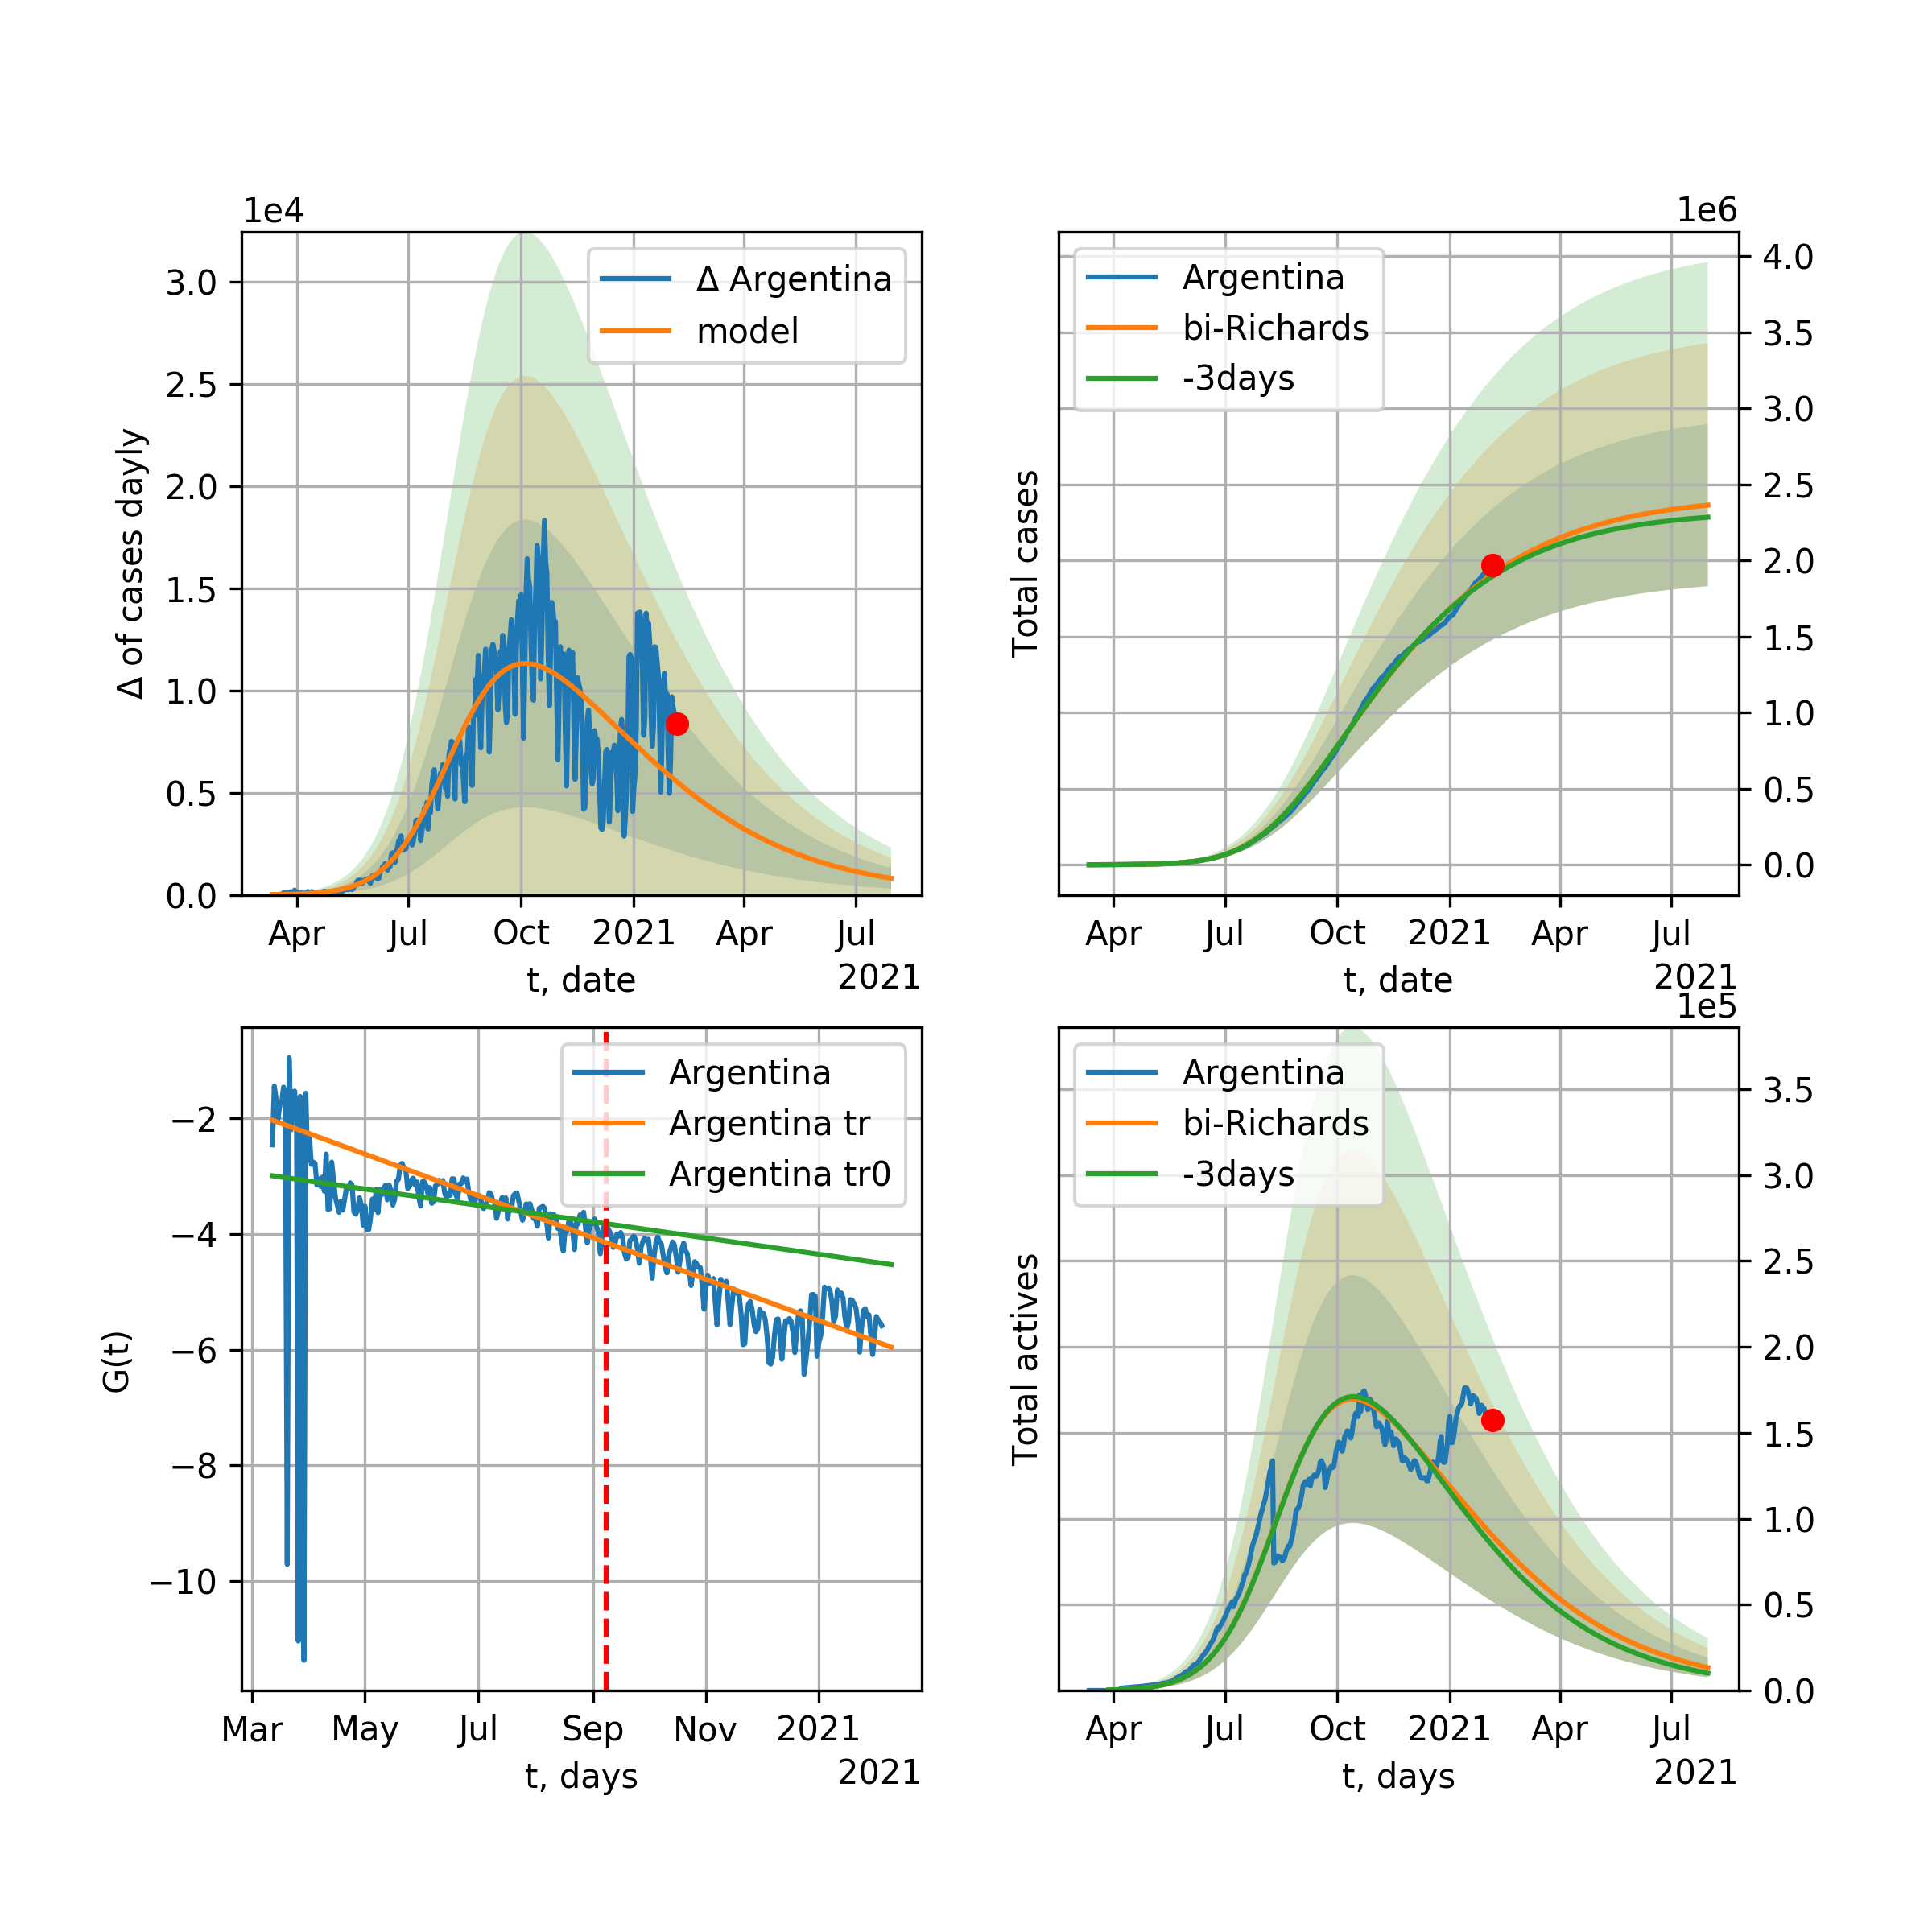 1e4
Δ of cases dayly
3.0
2.5
2.0
1.5
1.0
0.5
0.0
Δ Argentina
model
Apr Jul Oct 2021 Apr Jul
t, date
2021
1e6
Total cases
Argentina
bi-Richards
-3days
4.0
3.5
3.0
2.5
2.0
1.5
1.0
0.5
0.0
Apr Jul Oct 2021 Apr Jul
t, date
2021
G(t)
−2
−4
−6
−8
−10
Argentina
Argentina tr
Argentina tr0
Mar May Jul Sep Nov 2021
t, days
2021
1e5
Total actives
Argentina
bi-Richards
-3days
3.5
3.0
2.5
2.0
1.5
1.0
0.5
0.0
Apr Jul Oct 2021 Apr Jul
t, days
2021